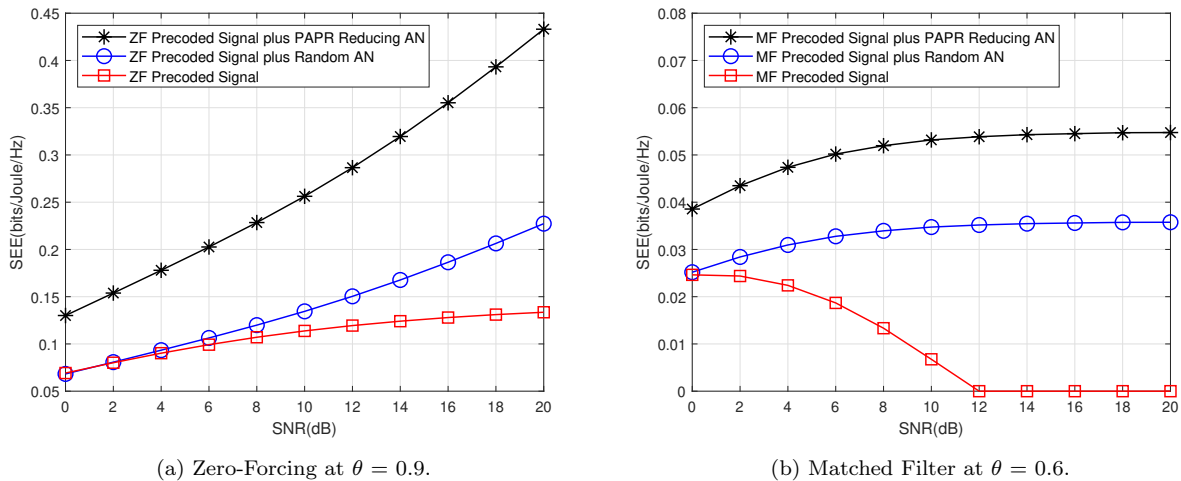 0.45
0.4
0.35
0.3
0.25
0.2
0.15
0.1
0.05
SEE(bits/Joule/Hz)
ZF Precoded Signal plus PAPR Reducing AN
ZF Precoded Signal plus Random AN
ZF Precoded Signal
0 2 4 6 8 10 12 14 16 18 20
SNR(dB)
(a) Zero-Forcing at θ = 0.9.
0.08
0.07
0.06
0.05
0.04
0.03
0.02
0.01
0
SEE(bits/Joule/Hz)
MF Precoded Signal plus PAPR Reducing AN
MF Precoded Signal plus Random AN
MF Precoded Signal
0 2 4 6 8 10 12 14 16 18 20
SNR(dB)
(b) Matched Filter at θ = 0.6.